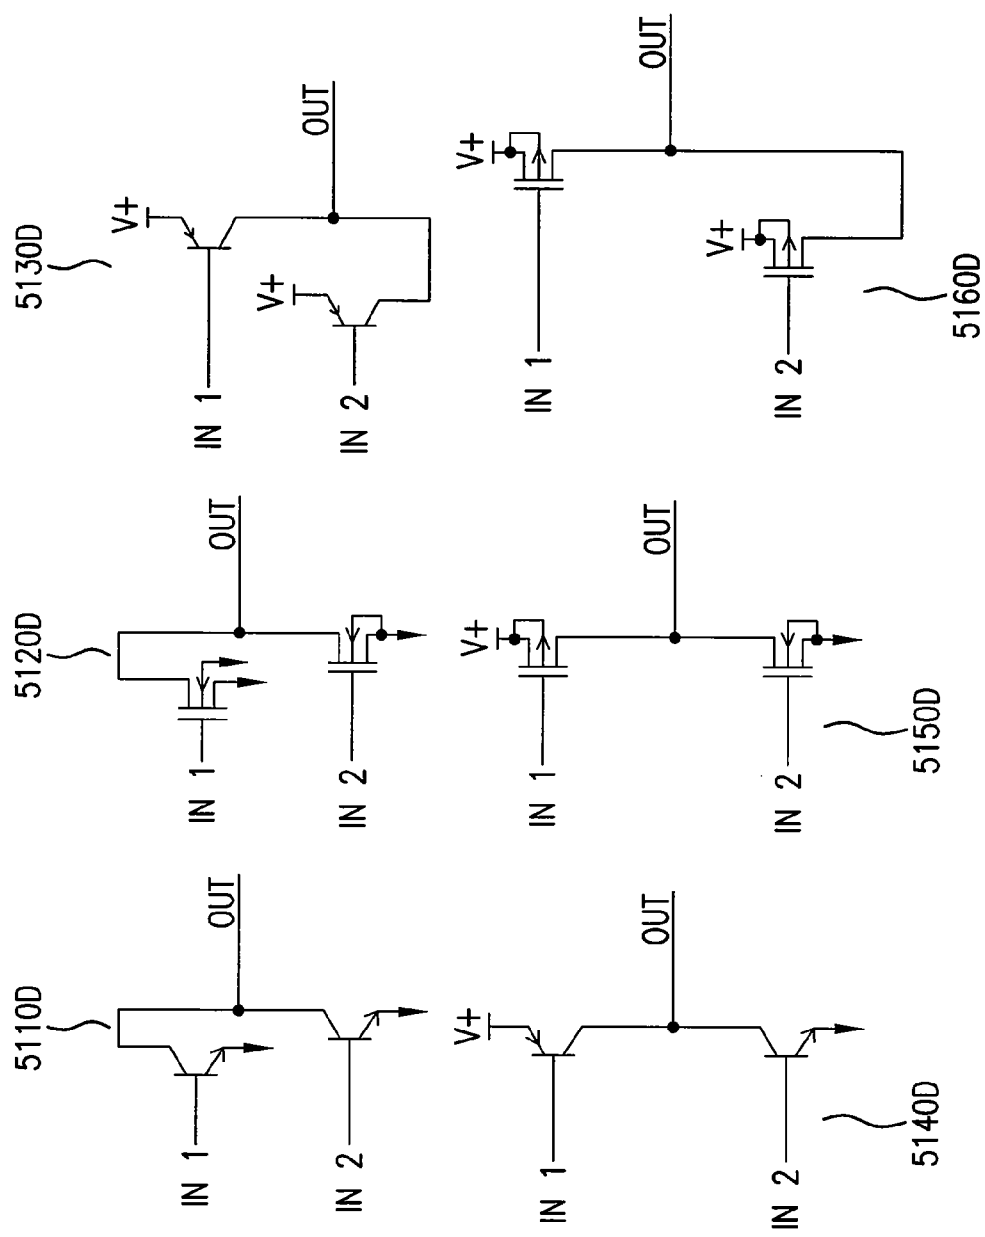 5110D
IN 1
IN 2
OUT
5120D
IN 1
IN 2
OUT
5130D
V+
V+
IN 1
IN 2
OUT
V+
IN 1
IN 2
OUT
5140D
V+
IN 1
IN 2
OUT
5150D
V+
V+
IN 1
IN 2
OUT
5160D